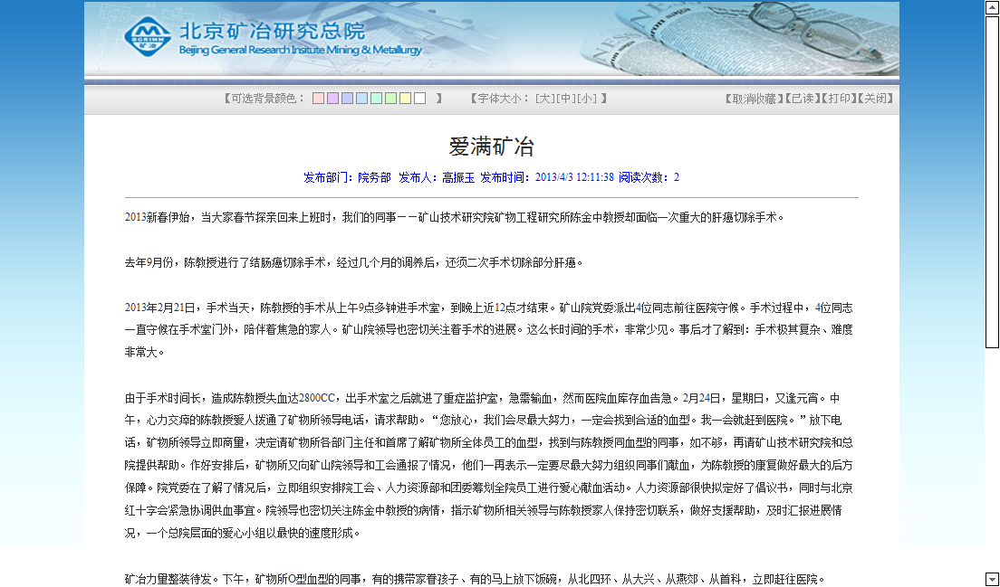 北京矿冶研究总院
BGRIMM
矿冶
Beijing General Research Insitute Mining & Metallurgy
【可选背景颜色： 】 【字体大小： [大][中][小] 】 【取消收藏】【已读】【打印】【关闭】
爱满矿冶
发布部门：院务部 发布人：高振玉 发布时间：2013/4/3 12:11:38 阅读次数：2
2013新春伊始，当大家春节探亲回来上班时，我们的同事——矿山技术研究院矿物工程研究所陈金中教授却面临一次重大的肝癌切除手术。
去年9月份，陈教授进行了结肠癌切除手术，经过几个月的调养后，还须二次手术切除部分肝癌。
2013年2月21日，手术当天，陈教授的手术从上午9点多钟进手术室，到晚上近12点才结束。矿山院党委派出4位同志前往医院守候。手术过程中，4位同志
一直守候在手术室门外，陪伴着焦急的家人。矿山院领导也密切关注着手术的进展。这么长时间的手术，非常少见。事后才了解到：手术极其复杂、难度
非常大。
由于手术时间长，造成陈教授失血达2800CC，出手术室之后就进了重症监护室，急需输血，然而医院血库存血告急。2月24日，星期日，又逢元宵。中
午，心力交瘁的陈教授爱人拨通了矿物所领导电话，请求帮助。“您放心，我们会尽最大努力，一定会找到合适的血型。我一会就赶到医院。”放下电
话，矿物所领导立即商量，决定请矿物所各部门主任和首席了解矿物所全体员工的血型，找到与陈教授同血型的同事，如不够，再请矿山技术研究院和总
院提供帮助。作好安排后，矿物所又向矿山院领导和工会通报了情况，他们一再表示一定要尽最大努力组织同事们献血，为陈教授的康复做好最大的后方
保障。院党委在了解了情况后，立即组织安排院工会、人力资源部和团委筹划全院员工进行爱心献血活动。人力资源部很快拟定好了倡议书，同时与北京
红十字会紧急协调供血事宜。院领导也密切关注陈金中教授的病情，指示矿物所相关领导与陈教授家人保持密切联系，做好支援帮助，及时汇报进展情
况，一个总院层面的爱心小组以最快的速度形成。
矿冶力量整装待发。下午，矿物所O型血型的同事，有的携带家眷孩子、有的马上放下饭碗，从北四环、从大兴、从燕郊、从首科，立即赶往医院。